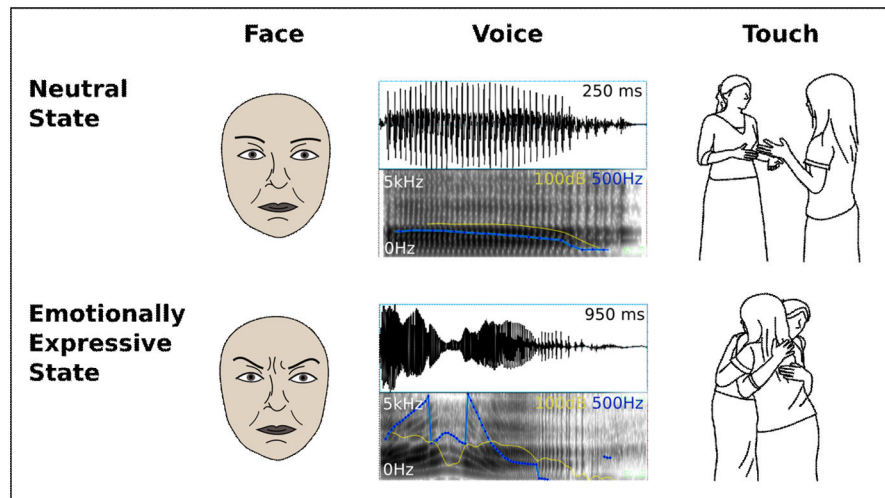 Face Voice Touch
Neutral
State
250 ms
5kHz 100dB 500Hz
0Hz
Emotionally
Expressive
State
950 ms
5kHz 100dB 500Hz
0Hz